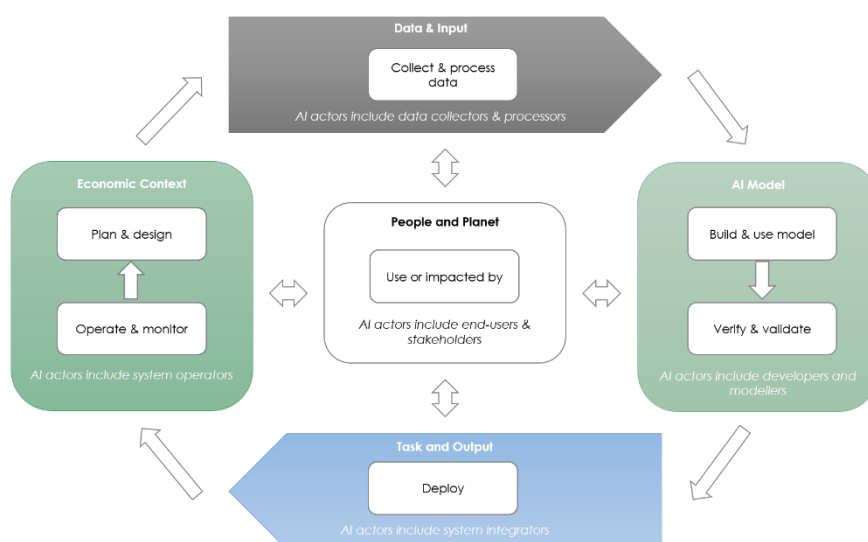 Data & Input
Collect & process
data
AI actors include data collectors & processors
Economic Context
Plan & design
Operate & monitor
AI actors include system operators
People and Planet
Use or impacted by
AI actors include end-users &
stakeholders
AI Model
Build & use model
Verify & validate
AI actors include developers and
modellers
Task and Output
Deploy
AI actors include system integrators